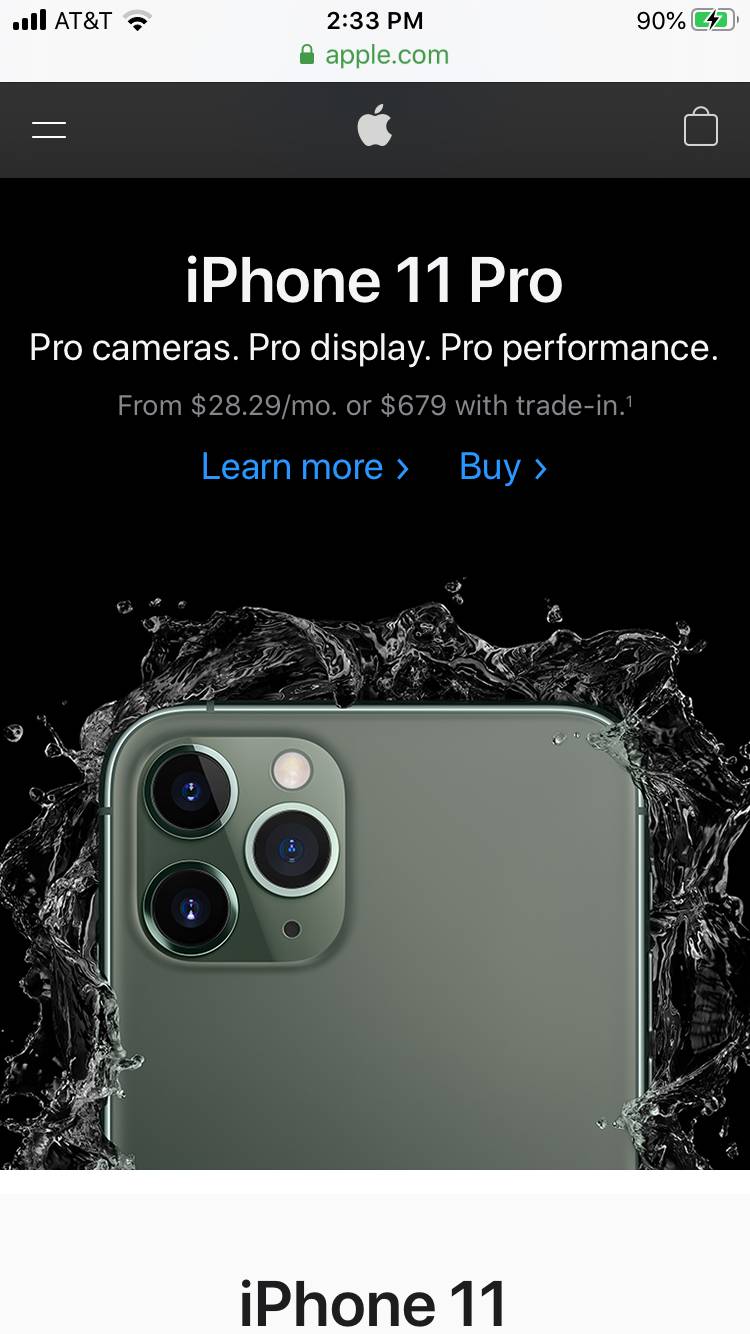 AT&T 2:33 PM 90%
apple.com
iPhone 11 Pro
Pro cameras. Pro display. Pro performance.
From $28.29/mo. or $679 with trade-in.¹
Learn more > Buy >
iPhone 11